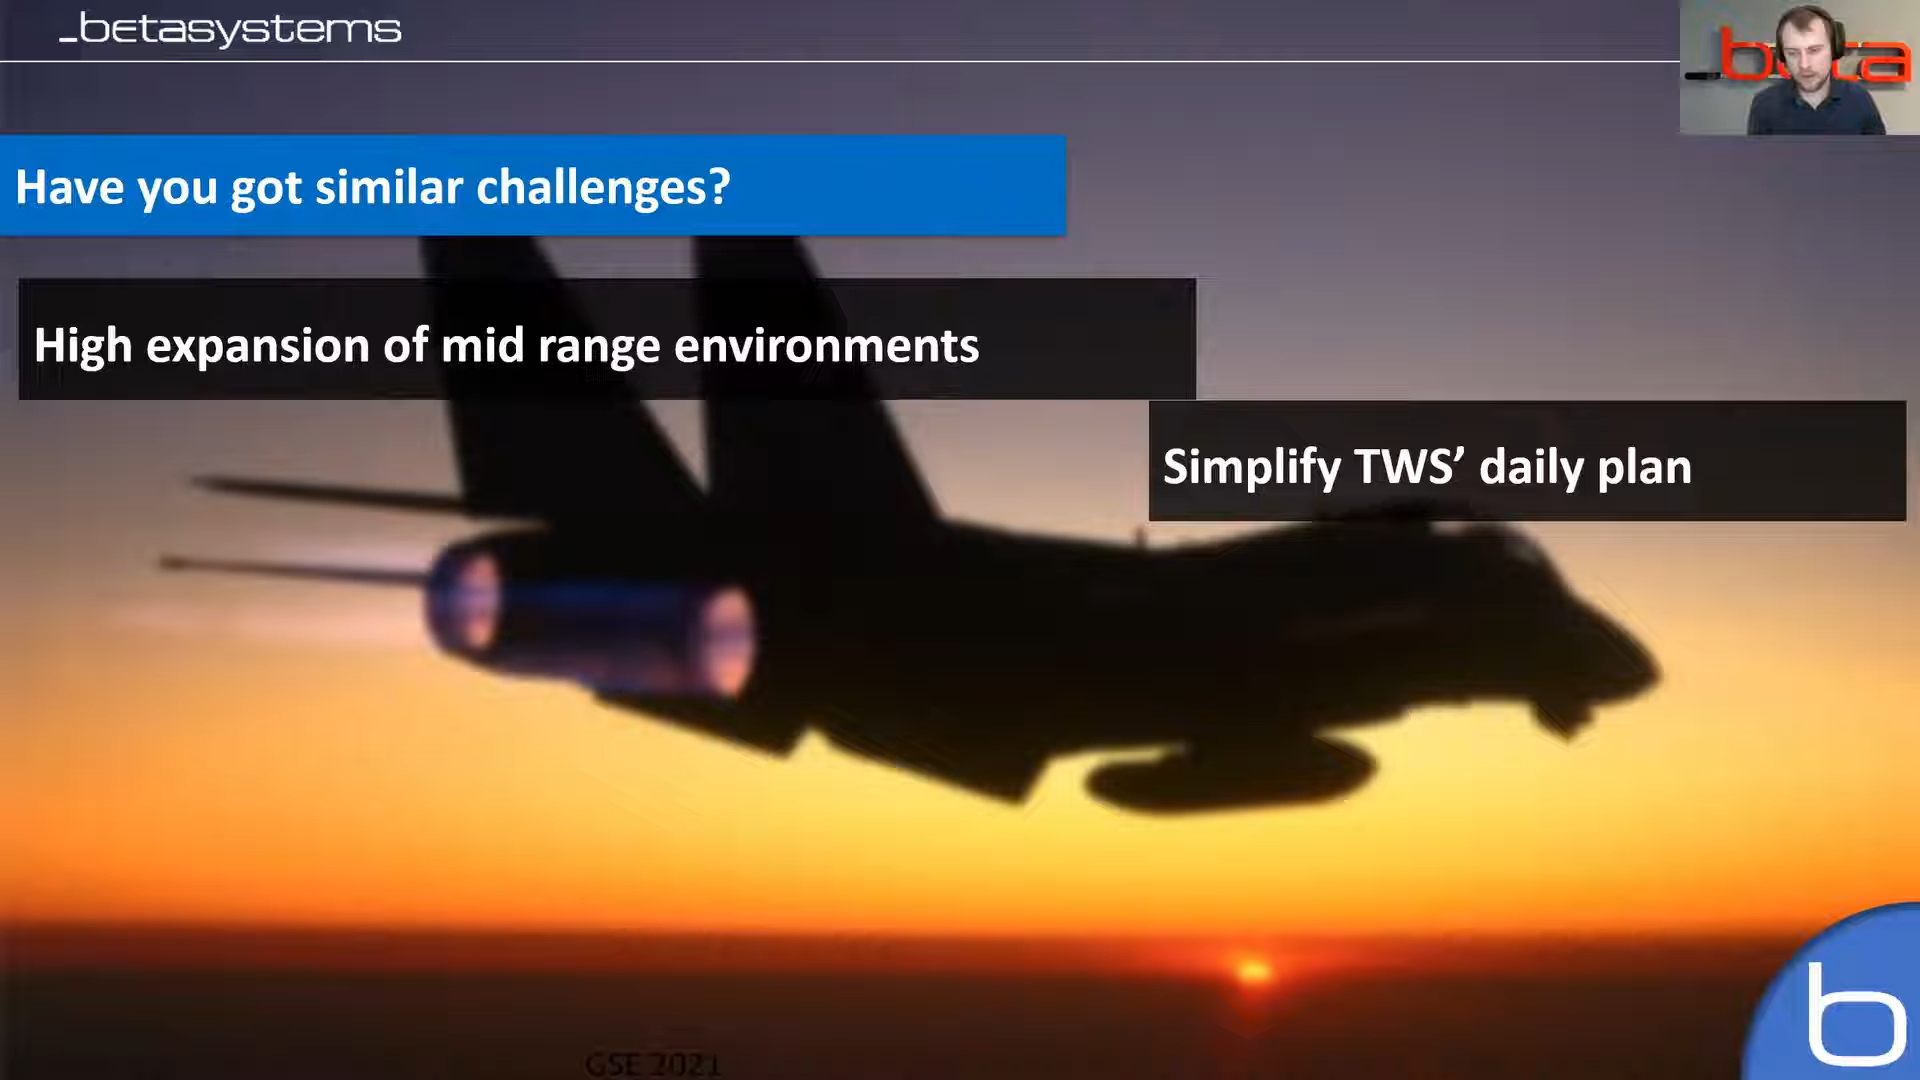 _betasystems
Have you got similar challenges?
High expansion of mid range environments
Simplify TWS’ daily plan
GSE 2021
b